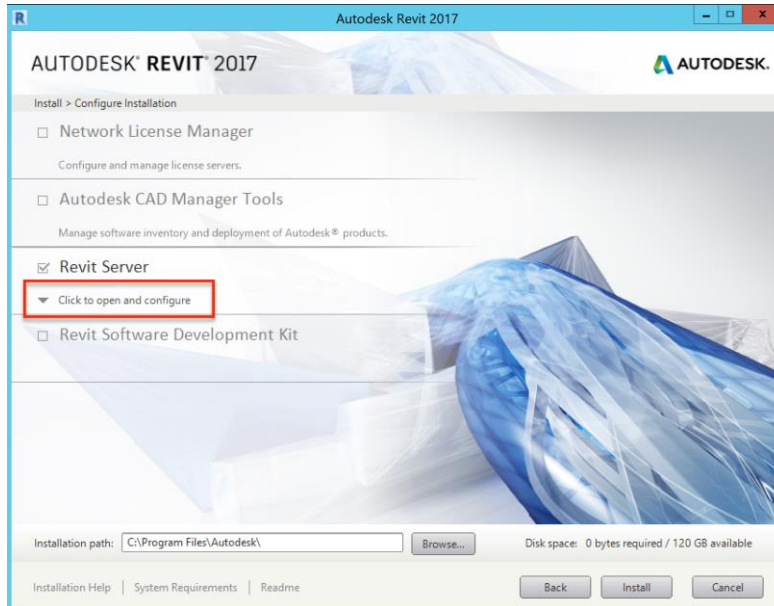 Autodesk Revit 2017
AUTODESK® REVIT® 2017
AUTODESK.
Install > Configure Installation
Network License Manager
Configure and manage license servers.
Autodesk CAD Manager Tools
Manage software inventory and deployment of Autodesk® products.
Revit Server
Click to open and configure
Revit Software Development Kit
Installation path: C:\Program Files\Autodesk\ Browse... Disk space: 0 bytes required / 120 GB available
Installation Help | System Requirements | Readme Back Install Cancel